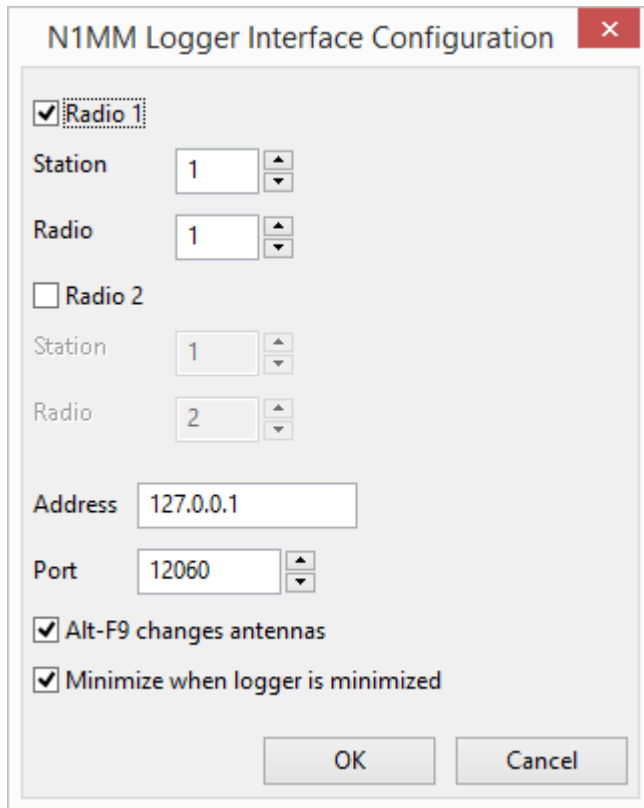 N1MM Logger Interface Configuration
Radio 1
Station 1
Radio 1
Radio 2
Station 1
Radio 2
Address 127.0.0.1
Port 12060
Alt-F9 changes antennas
Minimize when logger is minimized
OK Cancel